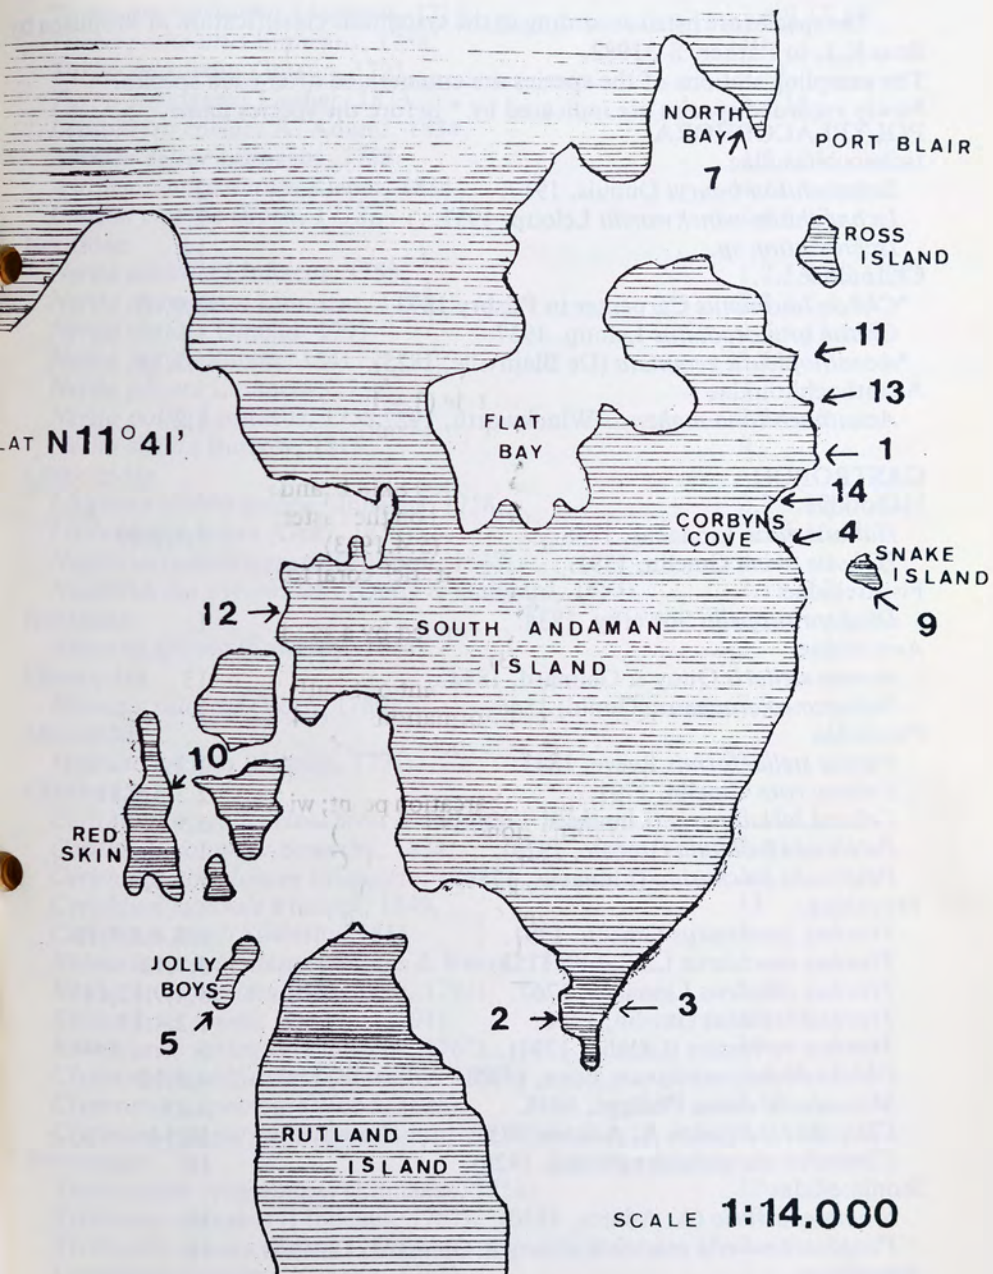 NORTH
BAY
7
PORT BLAIR
ROSS
ISLAND
11
13
FLAT
BAY
LAT N11°41'
1
14
CORBYNS
COVE
4
SNAKE
ISLAND
9
12
SOUTH ANDAMAN
ISLAND
10
RED
SKIN
JOLLY
BOYS
5
2
3
RUTLAND
ISLAND
SCALE 1:14.000